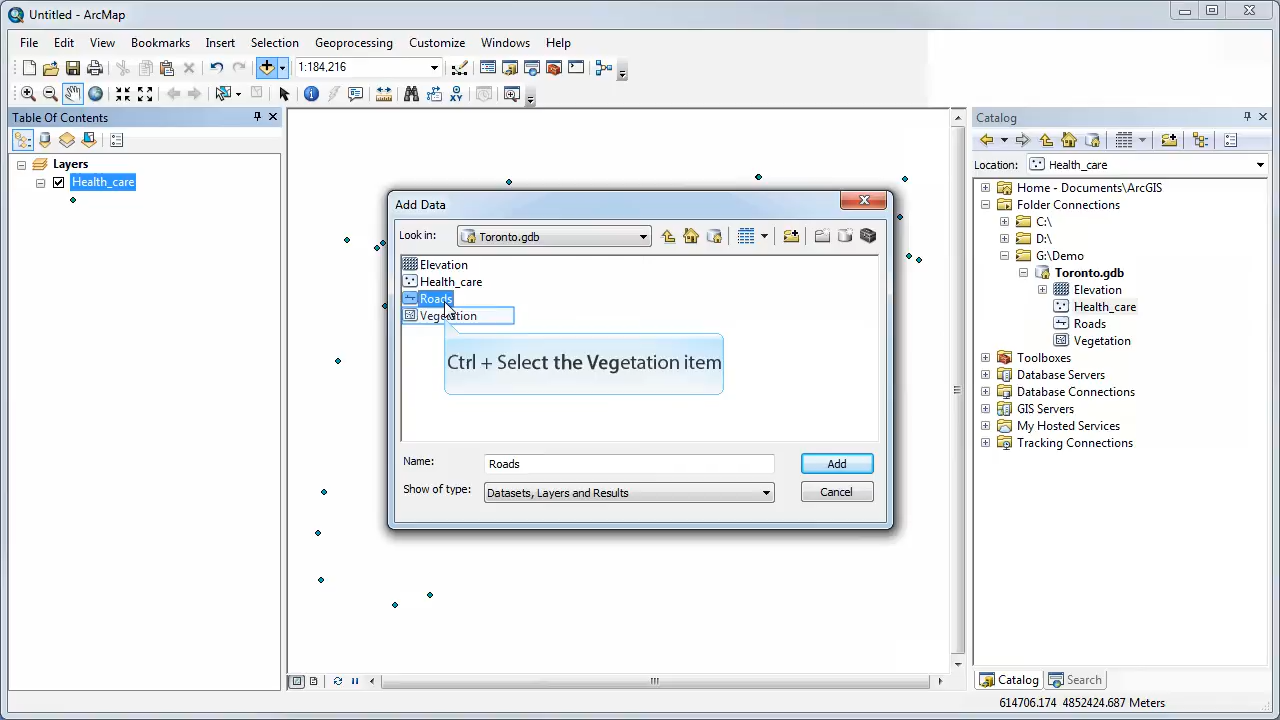 Untitled - ArcMap
File Edit View Bookmarks Insert Selection Geoprocessing Customize Windows Help
1:184,216
Table Of Contents
Layers
Health_care
Add Data
Look in: Toronto.gdb
Elevation
Health_care
Roads
Vegetation
Ctrl + Select the Vegetation item
Name: Roads
Add
Show of type: Datasets, Layers and Results
Cancel
Catalog
Location: Health_care
Home - Documents\ArcGIS
Folder Connections
C:\
D:\
G:\Demo
Toronto.gdb
Elevation
Health_care
Roads
Vegetation
Toolboxes
Database Servers
Database Connections
GIS Servers
My Hosted Services
Tracking Connections
Catalog Search
614706.174 4852424.687 Meters